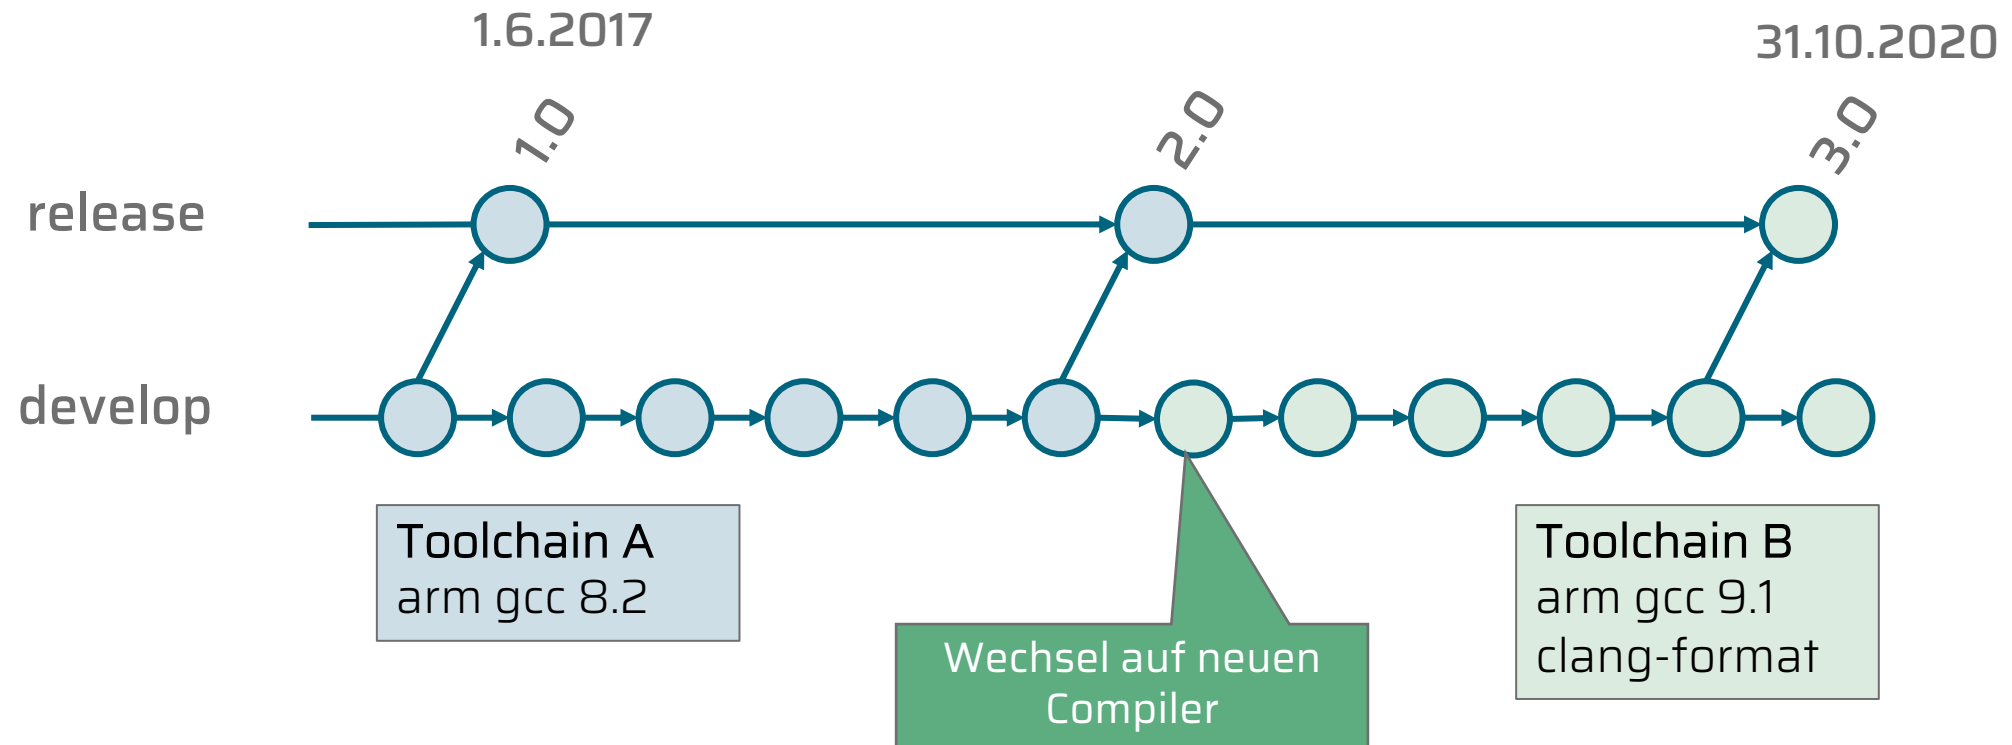 1.6.2017
31.10.2020
1.0
2.0
3.0
release
develop
Toolchain A
arm gcc 8.2
Toolchain B
arm gcc 9.1
clang-format
Wechsel auf neuen
Compiler